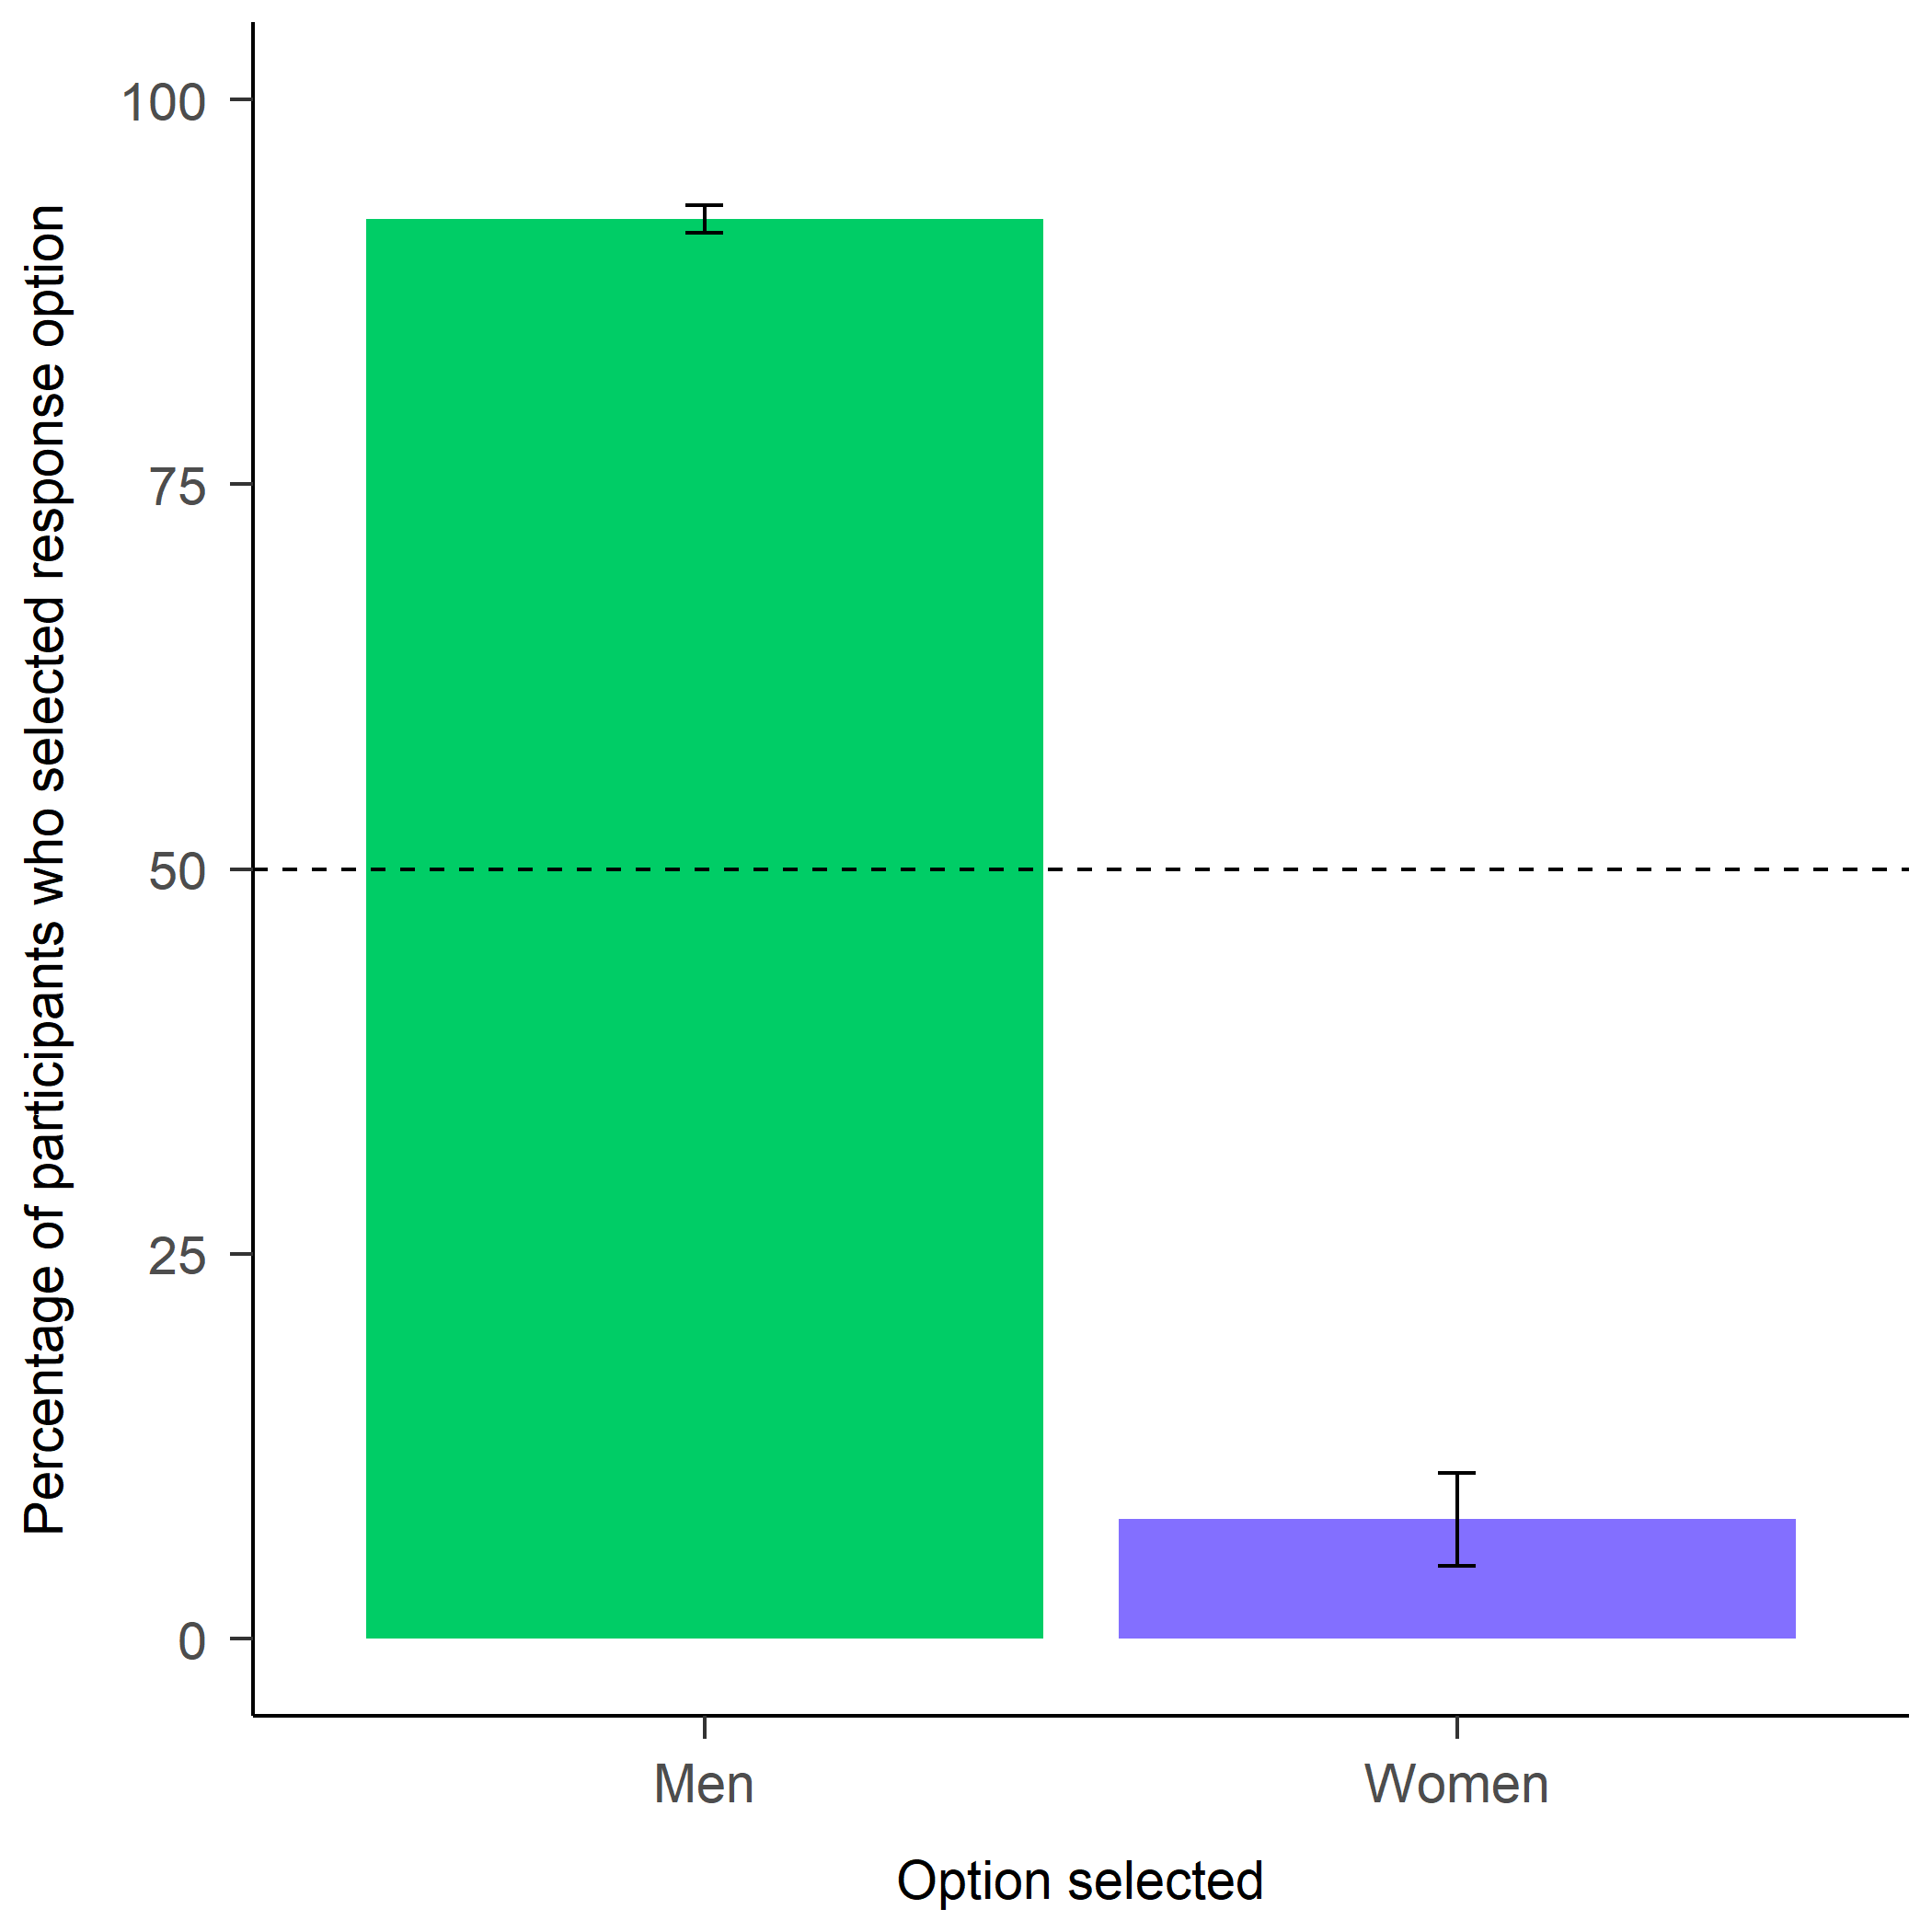 Percentage of participants who selected response option
100
75
50
25
0
Men
Women
Option selected